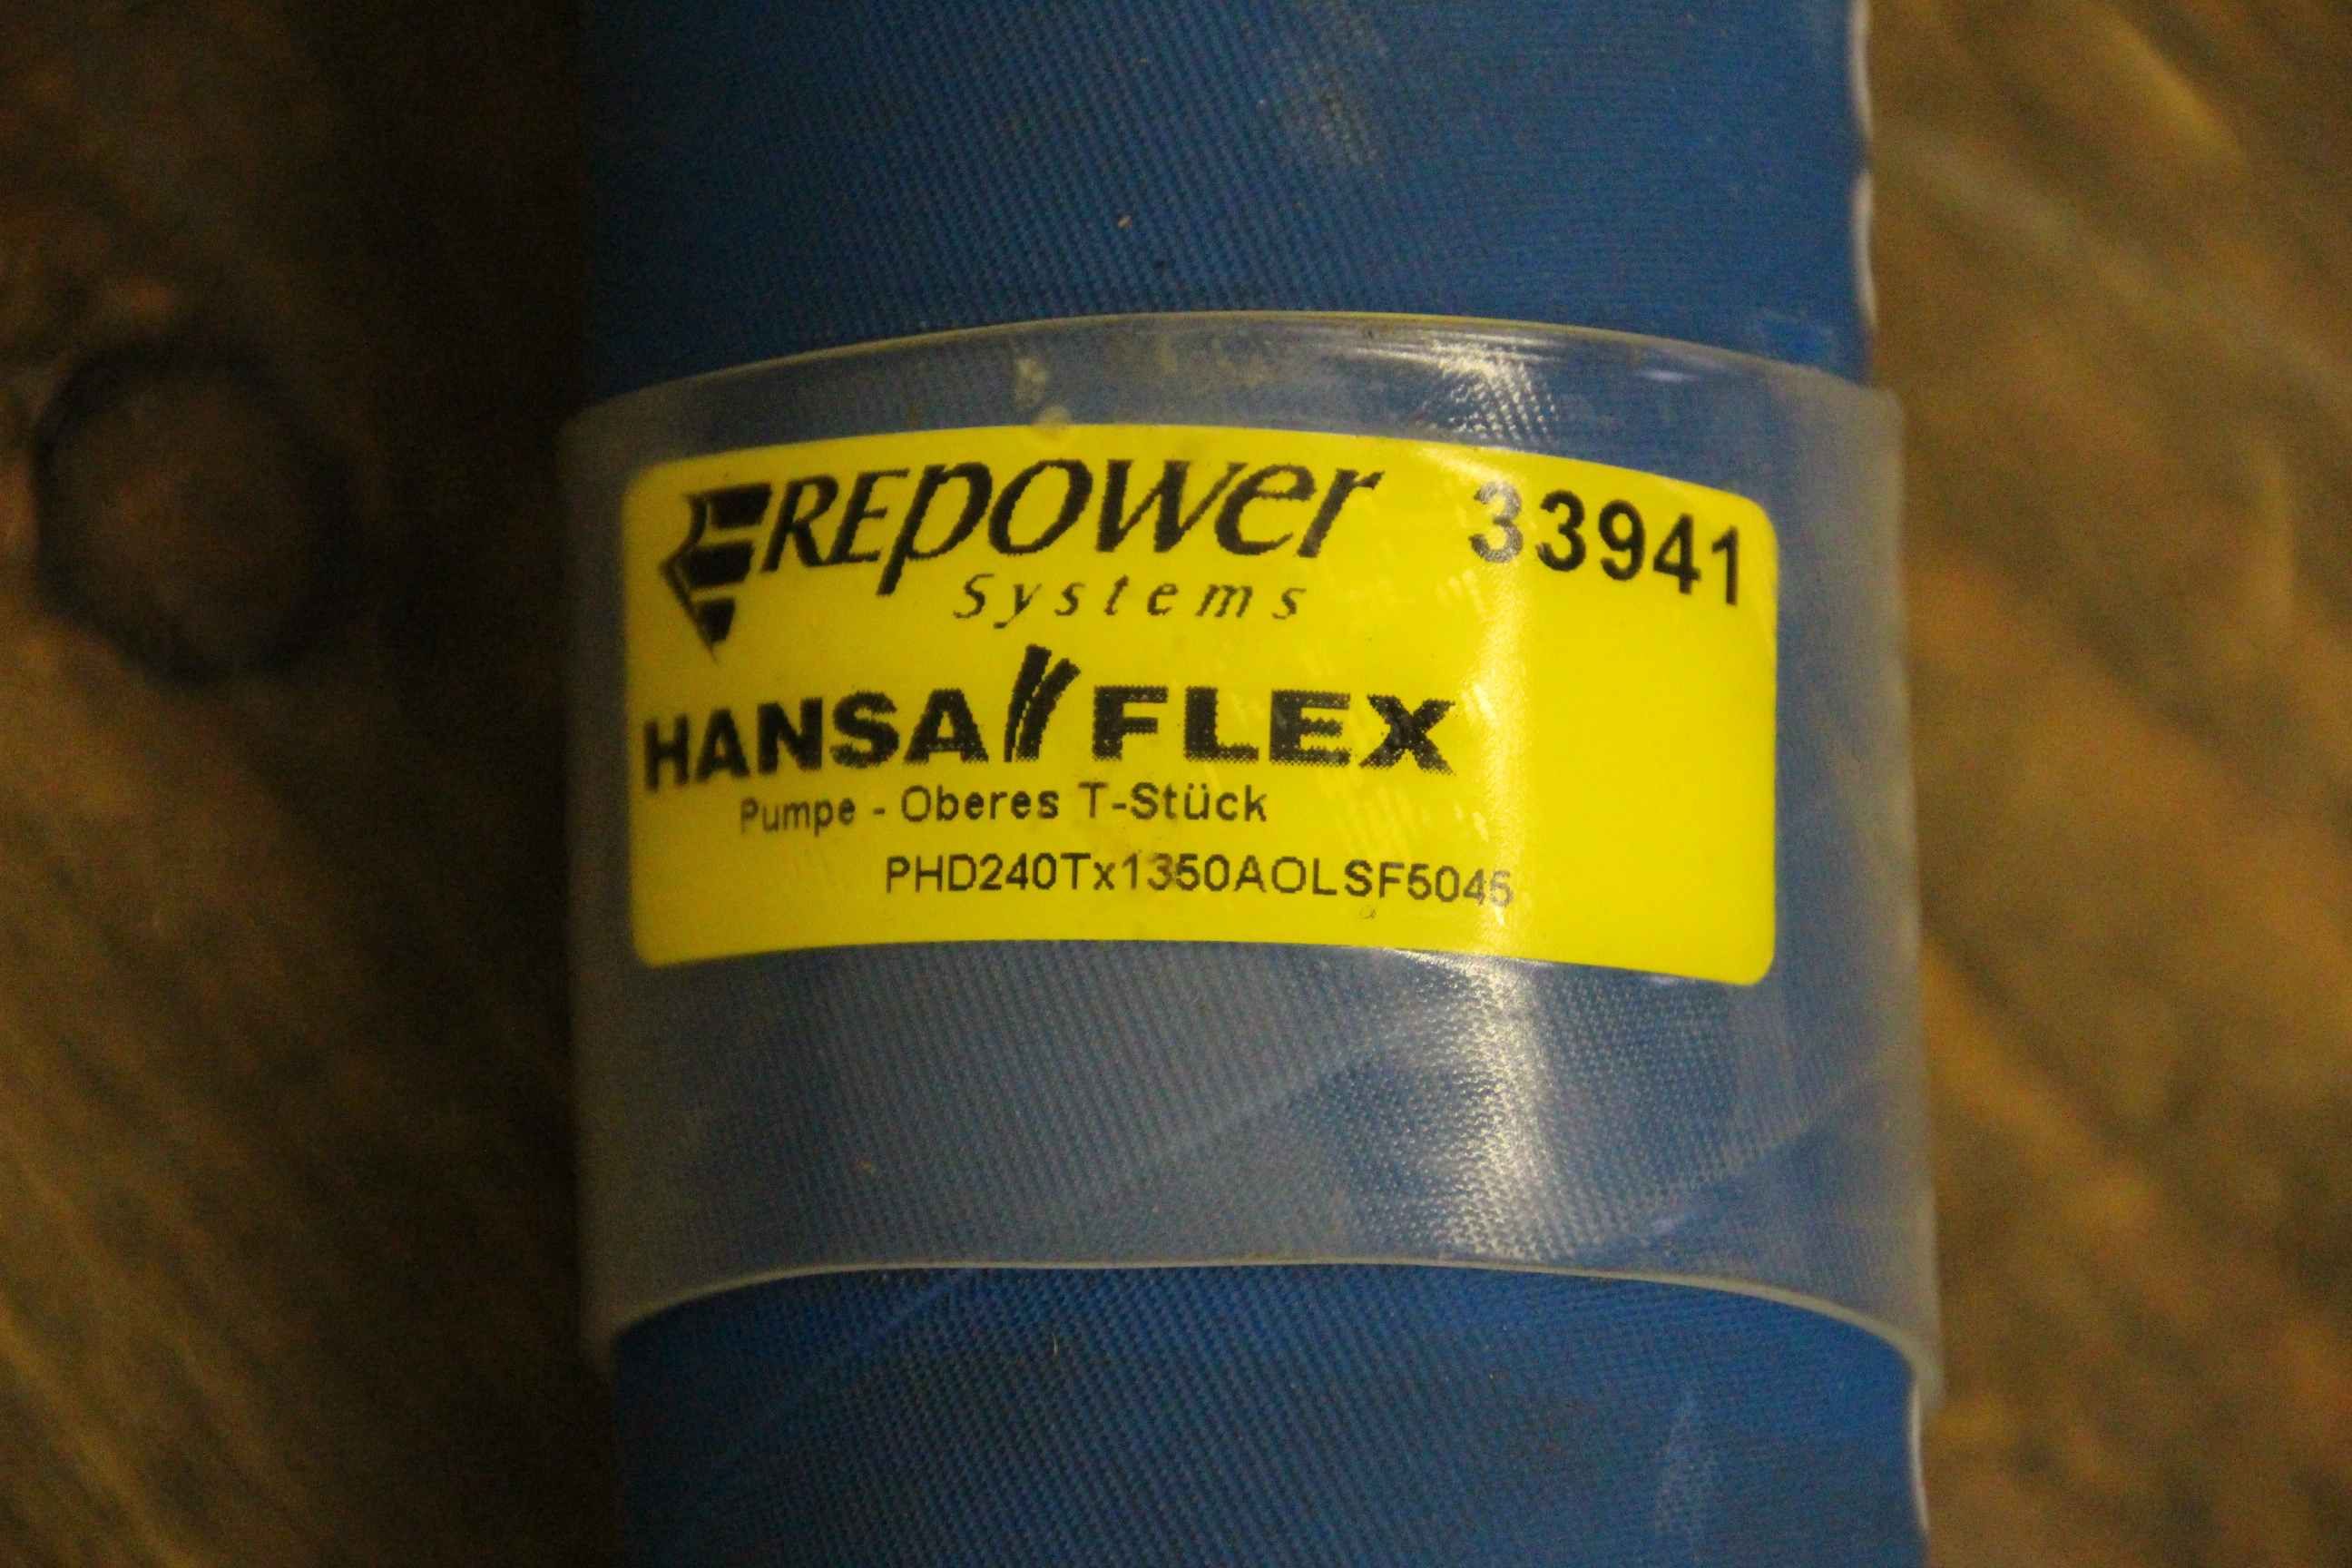 REpower 33941
Systems
HANSA FLEX
Pumpe - Oberes T-Stück
PHD240Tx1350AOLSF5045